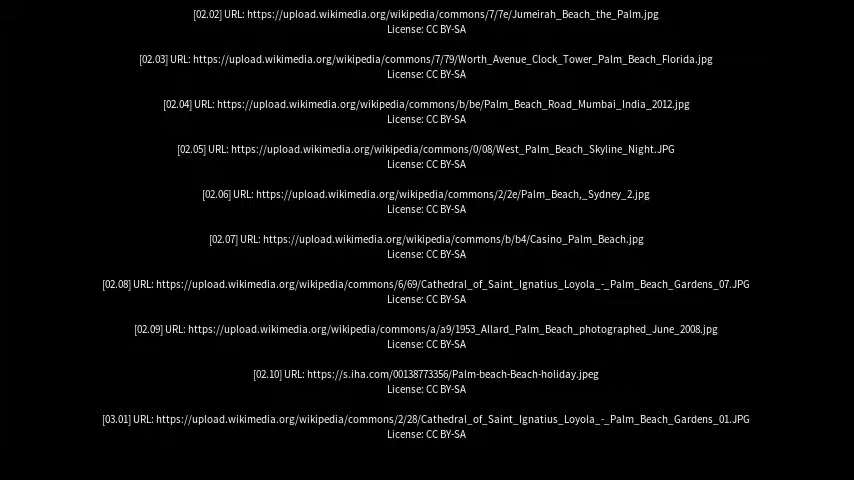 [02.02] URL: https://upload.wikimedia.org/wikipedia/commons/7/7e/Jumeirah_Beach_the_Palm.jpg
License: CC BY-SA
[02.03] URL: https://upload.wikimedia.org/wikipedia/commons/7/79/Worth_Avenue_Clock_Tower_Palm_Beach_Florida.jpg
License: CC BY-SA
[02.04] URL: https://upload.wikimedia.org/wikipedia/commons/b/be/Palm_Beach_Road_Mumbai_India_2012.jpg
License: CC BY-SA
[02.05] URL: https://upload.wikimedia.org/wikipedia/commons/0/08/West_Palm_Beach_Skyline_Night.JPG
License: CC BY-SA
[02.06] URL: https://upload.wikimedia.org/wikipedia/commons/2/2e/Palm_Beach,_Sydney_2.jpg
License: CC BY-SA
[02.07] URL: https://upload.wikimedia.org/wikipedia/commons/b/b4/Casino_Palm_Beach.jpg
License: CC BY-SA
[02.08] URL: https://upload.wikimedia.org/wikipedia/commons/6/69/Cathedral_of_Saint_Ignatius_Loyola_-_Palm_Beach_Gardens_07.JPG
License: CC BY-SA
[02.09] URL: https://upload.wikimedia.org/wikipedia/commons/a/a9/1953_Allard_Palm_Beach_photographed_June_2008.jpg
License: CC BY-SA
[02.10] URL: https://s.iha.com/00138773356/Palm-beach-Beach-holiday.jpeg
License: CC BY-SA
[03.01] URL: https://upload.wikimedia.org/wikipedia/commons/2/28/Cathedral_of_Saint_Ignatius_Loyola_-_Palm_Beach_Gardens_01.JPG
License: CC BY-SA